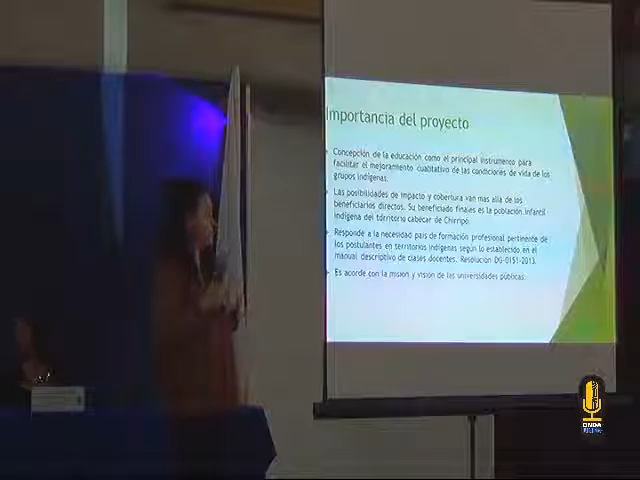 Importancia del proyecto
Concepción de la educación como el principal instrumento para
facilitar el mejoramiento cualitativo de las condiciones de vida de los
grupos indígenas.
Las posibilidades de impacto y cobertura van mas allá de los
beneficiarios directos. Su beneficiado finales es la población infantil
indígena del térritorio cabecar de Chirripó.
Responde a la necesidad país de formación profesional pertinente de
los postulantes en territorios indígenas según lo establecido en el
manual descriptivo de clases docentes. Resolución DG-0151-2013.
Es acorde con la mision y vision de las universidades públicas.
ONDA